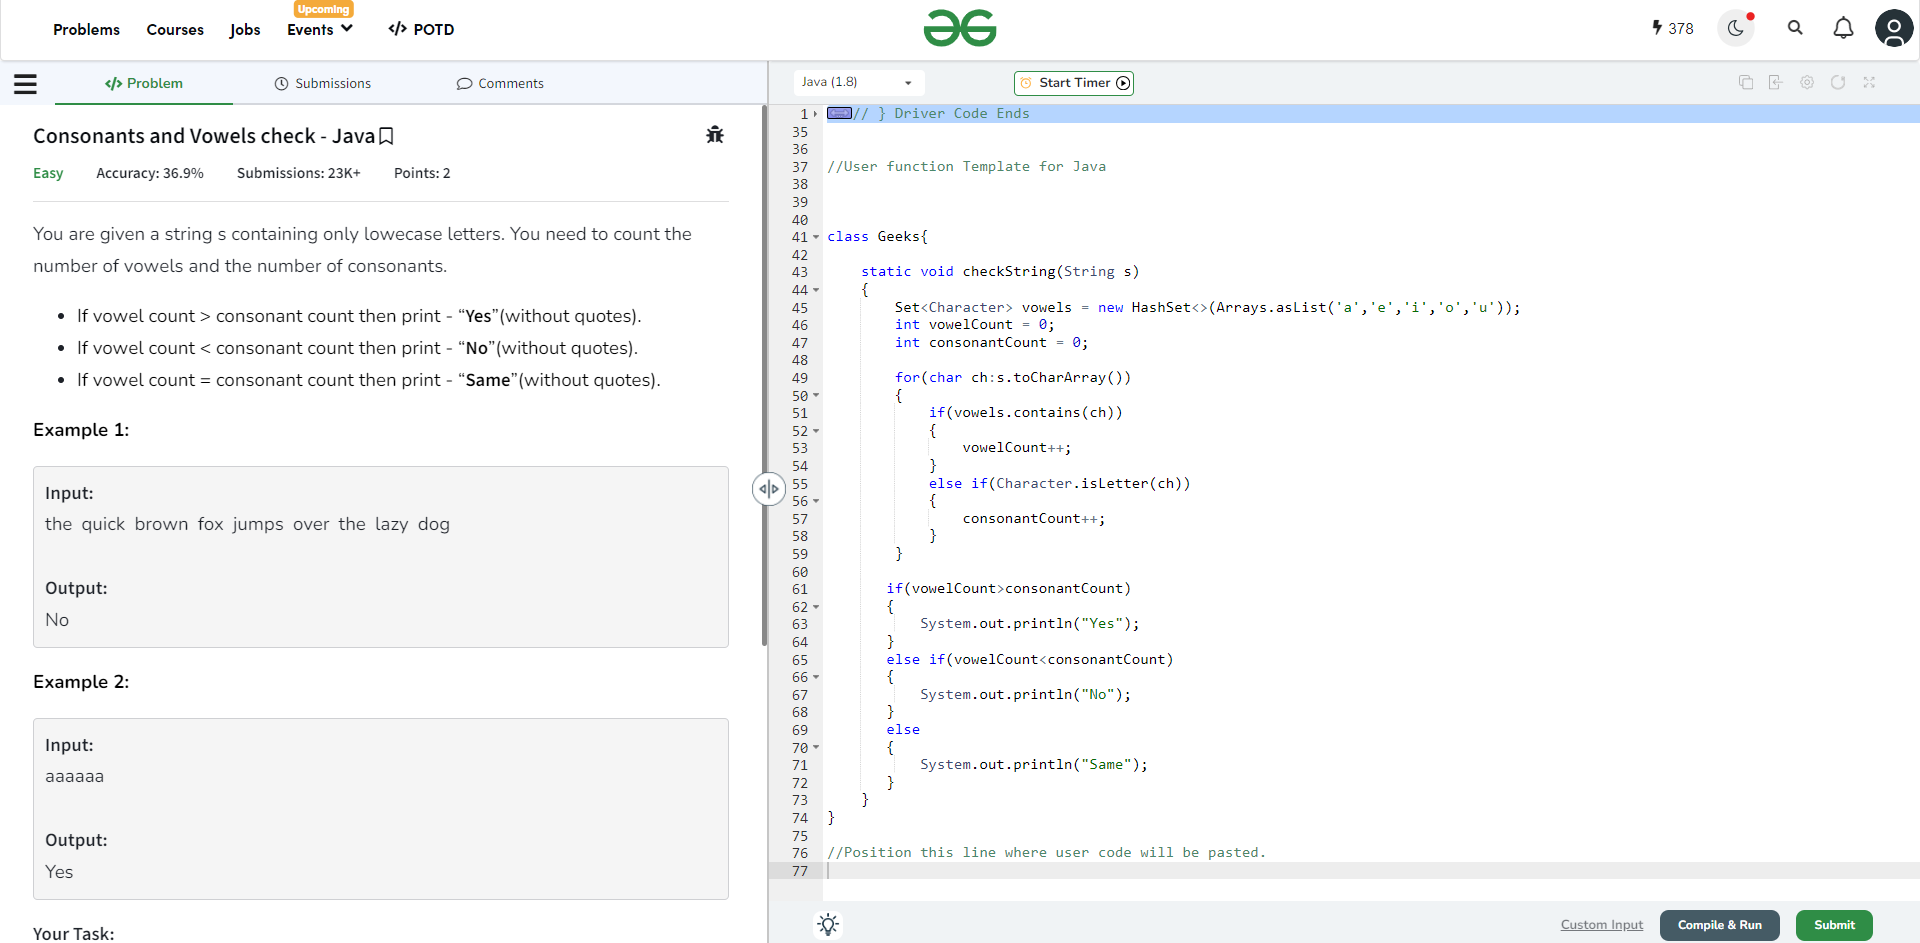 Upcoming
Problems Courses Jobs Events </> POTD
378
</> Problem Submissions Comments
Java (1.8) Start Timer
Consonants and Vowels check - Java
Easy Accuracy: 36.9% Submissions: 23K+ Points: 2
You are given a string s containing only lowecase letters. You need to count the
number of vowels and the number of consonants.
• If vowel count > consonant count then print - “Yes”(without quotes).
• If vowel count < consonant count then print - “No”(without quotes).
• If vowel count = consonant count then print - “Same”(without quotes).
Example 1:
Input:
the quick brown fox jumps over the lazy dog
Output:
No
Example 2:
Input:
aaaaaa
Output:
Yes
Your Task:
1 // } Driver Code Ends
35
36
37 //User function Template for Java
38
39
40
41 class Geeks{
42
43 static void checkString(String s)
44 {
45 Set<Character> vowels = new HashSet<>(Arrays.asList('a','e','i','o','u'));
46 int vowelCount = 0;
47 int consonantCount = 0;
48
49 for(char ch:s.toCharArray())
50 {
51 if(vowels.contains(ch))
52 {
53 vowelCount++;
54 }
55 else if(Character.isLetter(ch))
56 {
57 consonantCount++;
58 }
59 }
60
61 if(vowelCount>consonantCount)
62 {
63 System.out.println("Yes");
64 }
65 else if(vowelCount<consonantCount)
66 {
67 System.out.println("No");
68 }
69 else
70 {
71 System.out.println("Same");
72 }
73 }
74 }
75
76 //Position this line where user code will be pasted.
77
Custom Input Compile & Run Submit